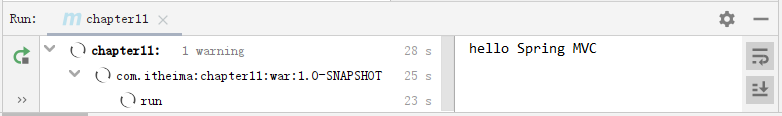 Run: m chapter11
chapter11: 1 warning 28 s
com.itheima:chapter11:war:1.0-SNAPSHOT 25 s
run 23 s
hello Spring MVC